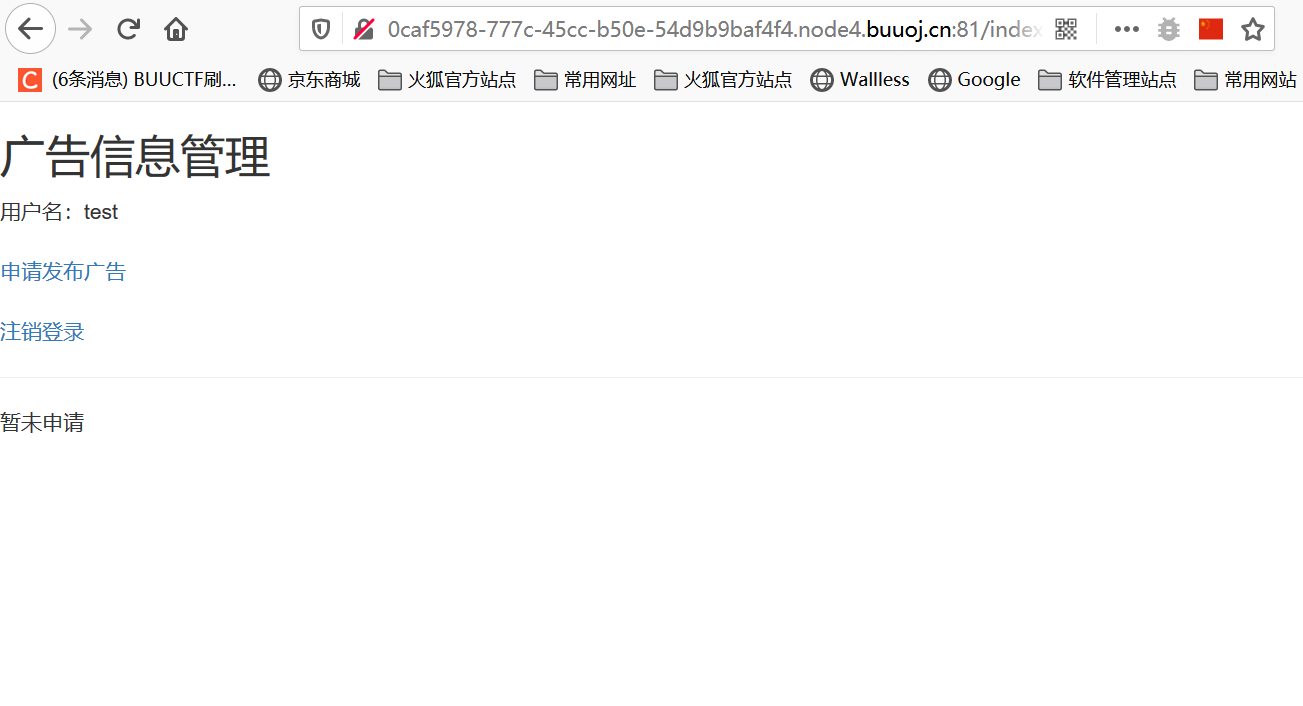 0caf5978-777c-45cc-b50e-54d9b9baf4f4.node4.buuoj.cn:81/index
(6条消息) BUUCTF刷... 京东商城 火狐官方站点 常用网址 火狐官方站点 Wallless Google 软件管理站点 常用网站
广告信息管理
用户名：test
申请发布广告
注销登录
暂未申请